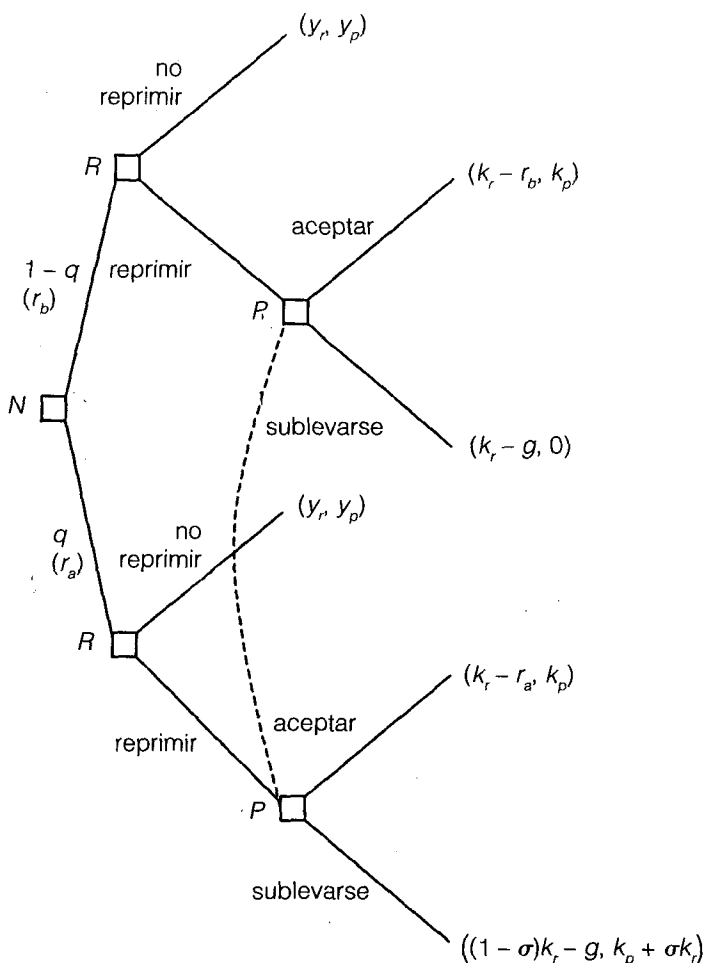 (y_r, y_p)
no
reprimir
R
(k_r – r_b, k_p)
aceptar
1 – q
(r_b)
reprimir
P
N
sublevarse
(k_r – g, 0)
(y_r, y_p)
no
reprimir
q
(r_a)
R
(k_r – r_a, k_p)
aceptar
reprimir
P
sublevarse
((1 – σ)k_r – g, k_p + σk_r)